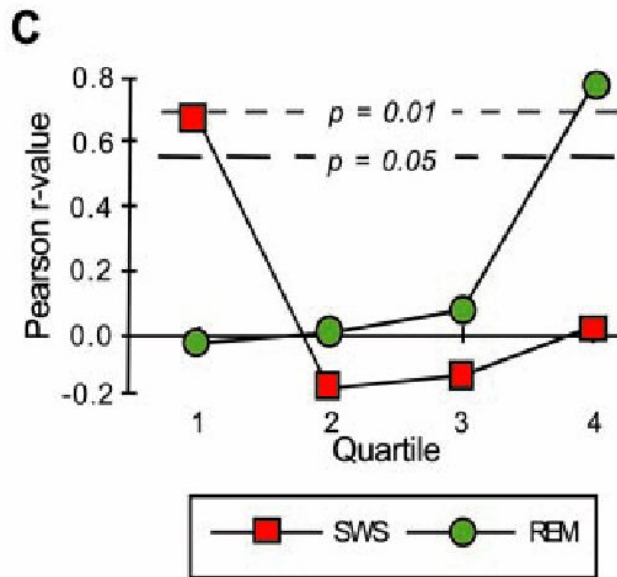 C
Pearson r-value
0.8
0.6
0.4
0.2
0.0
-0.2
p = 0.01
p = 0.05
1 2 3 4
Quartile
SWS REM